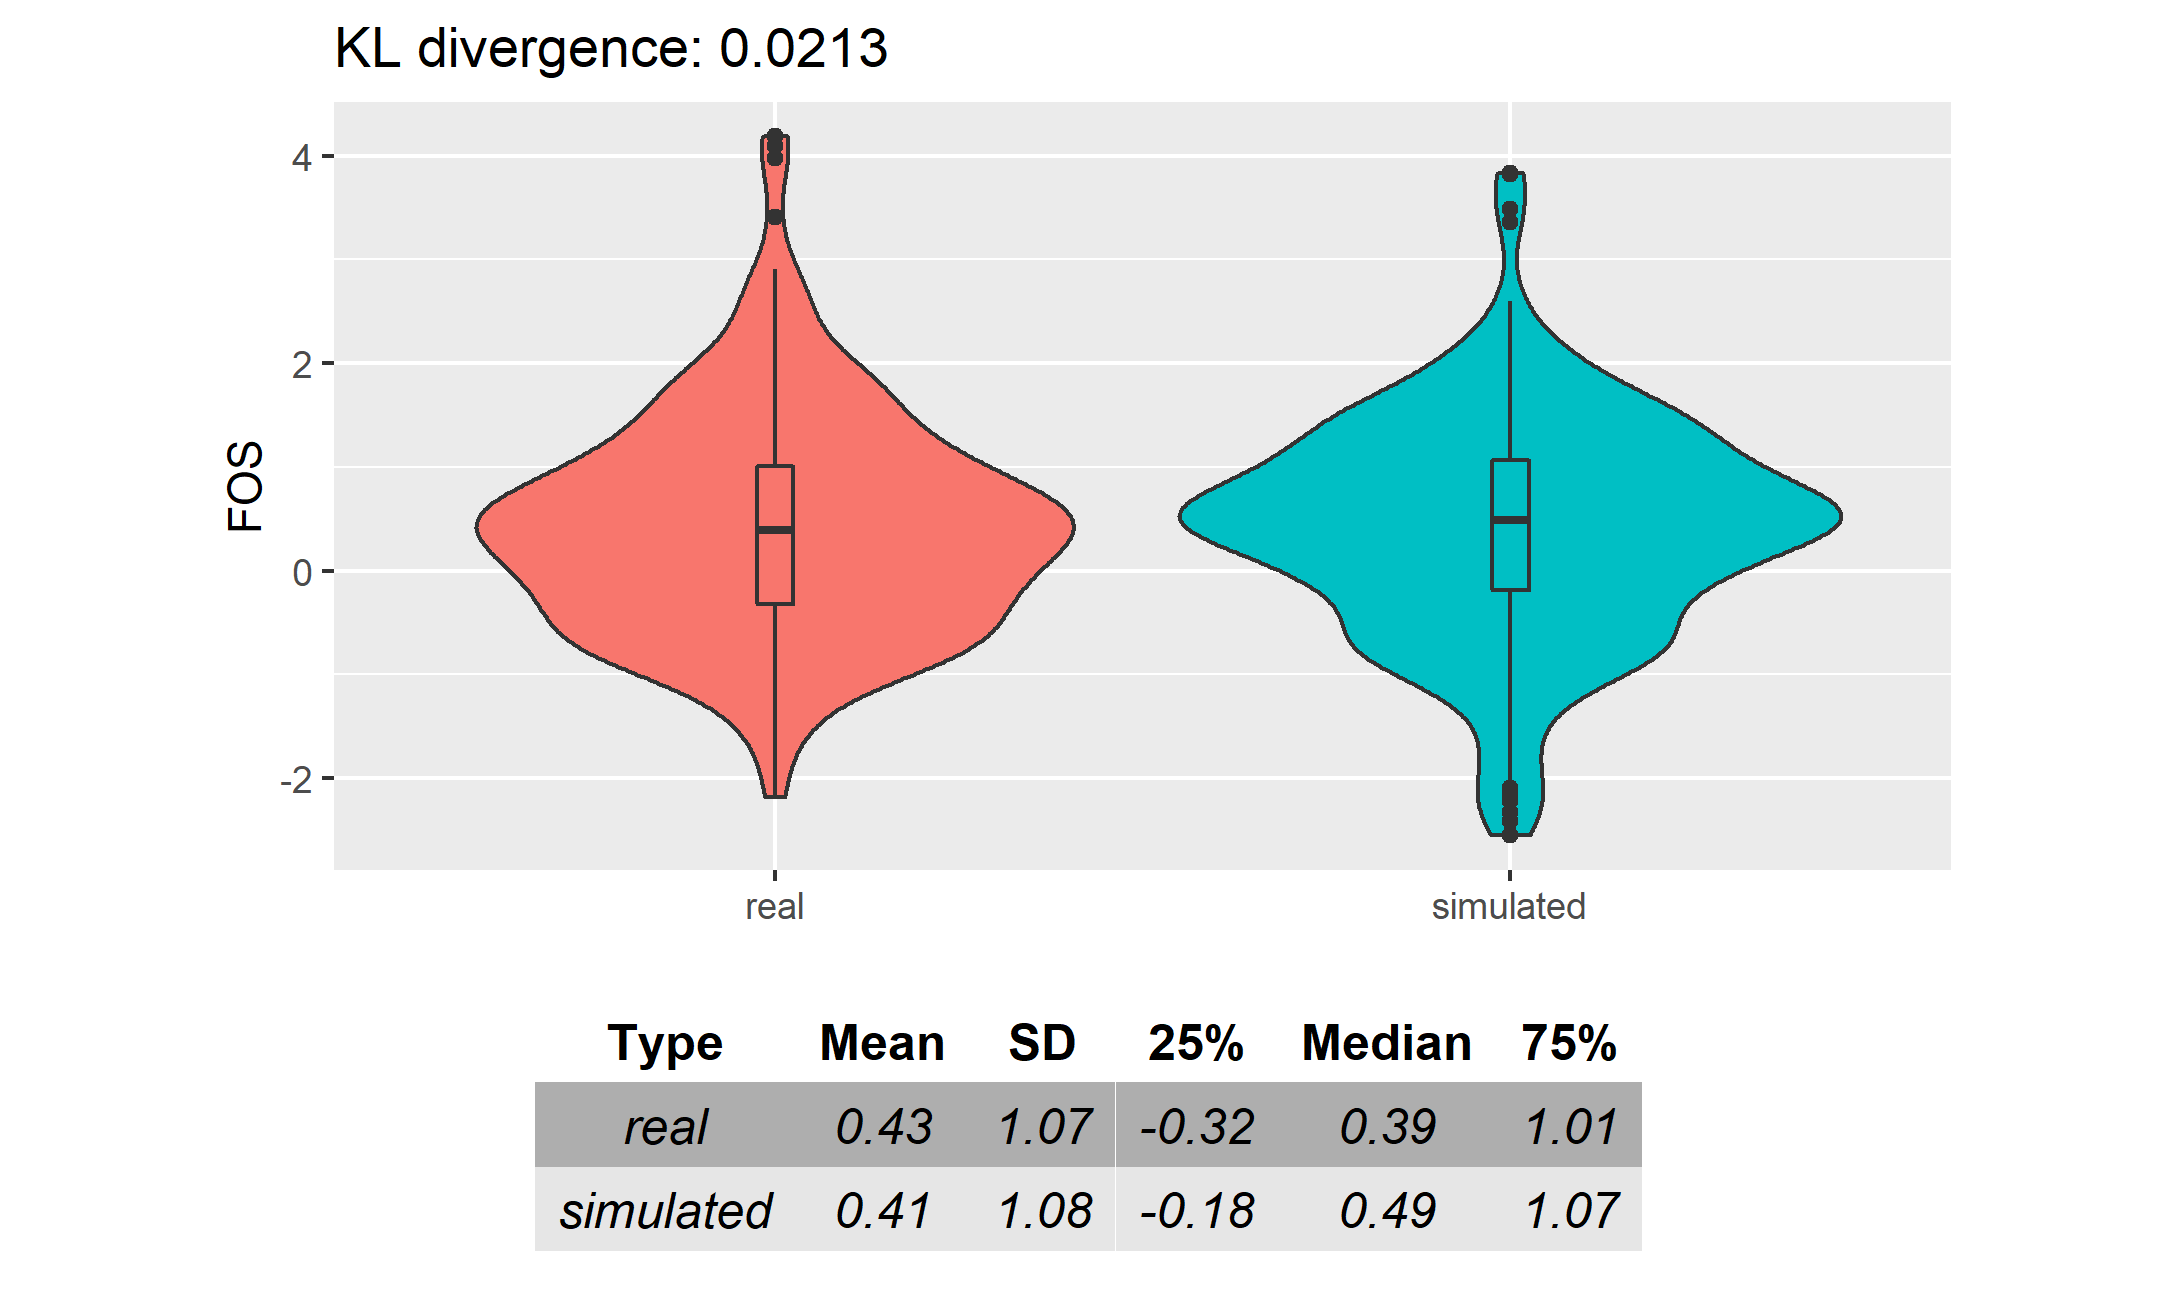 KL divergence: 0.0213
4
2
0
-2
FOS
real simulated
Type Mean SD 25% Median 75%
real 0.43 1.07 -0.32 0.39 1.01
simulated 0.41 1.08 -0.18 0.49 1.07